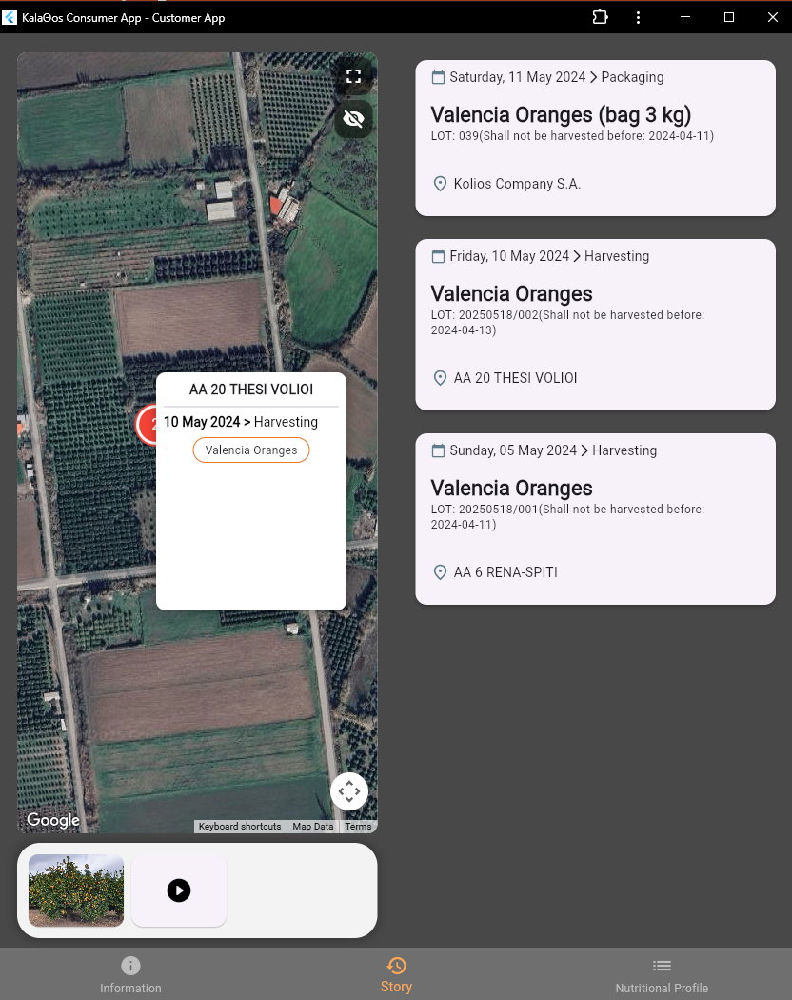 KalaΘos Consumer App - Customer App
AA 20 THESI VOLIOI
10 May 2024 > Harvesting
Valencia Oranges
2
Google
Keyboard shortcuts
Map Data
Terms
Saturday, 11 May 2024 > Packaging
Valencia Oranges (bag 3 kg)
LOT: 039(Shall not be harvested before: 2024-04-11)
Kolios Company S.A.
Friday, 10 May 2024 > Harvesting
Valencia Oranges
LOT: 20250518/002(Shall not be harvested before:
2024-04-13)
AA 20 THESI VOLIOI
Sunday, 05 May 2024 > Harvesting
Valencia Oranges
LOT: 20250518/001(Shall not be harvested before:
2024-04-11)
AA 6 RENA-SPITI
Information
Story
Nutritional Profile